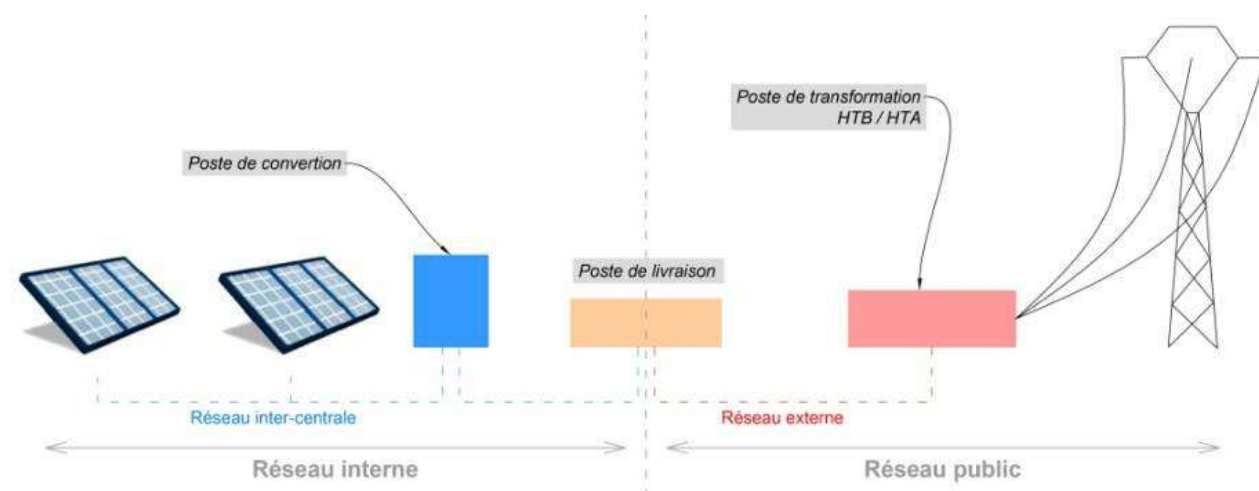 Poste de transformation
HTB / HTA
Poste de convertion
Poste de livraison
Réseau inter-centrale
Réseau externe
Réseau interne
Réseau public